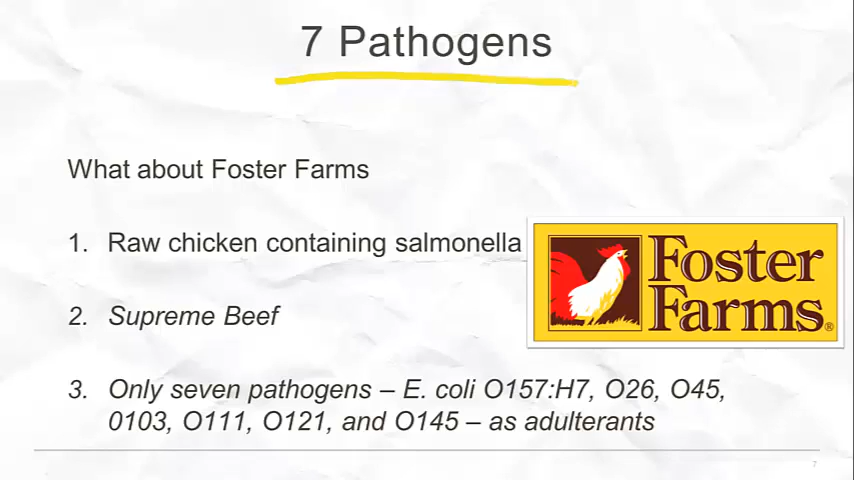 7 Pathogens
What about Foster Farms
1. Raw chicken containing salmonella
Foster
Farms®
2. Supreme Beef
3. Only seven pathogens – E. coli O157:H7, O26, O45,
0103, O111, O121, and O145 – as adulterants
7